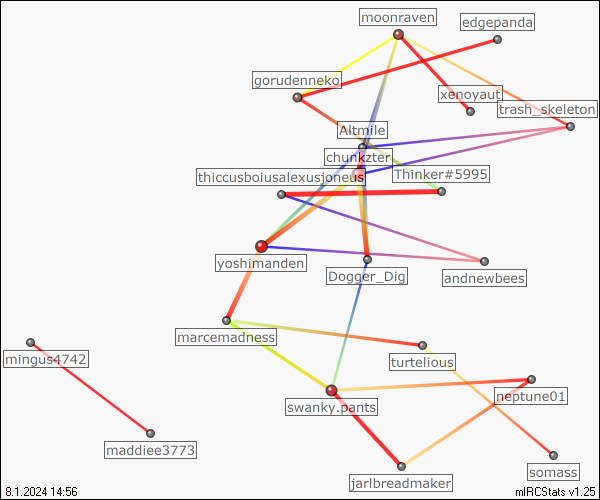 moonraven
edgepanda
gorudenneko
xenoyaut
trash_skeleton
Altmile
chunkzter
thiccusboiusalexusjoneus
Thinker#5995
yoshimanden
Dogger_Dig
andnewbees
marcemadness
mingus4742
turtelious
neptune01
swanky.pants
maddiee3773
somass
jarlbreadmaker
8.1.2024 14:56
mIRCStats v1.25